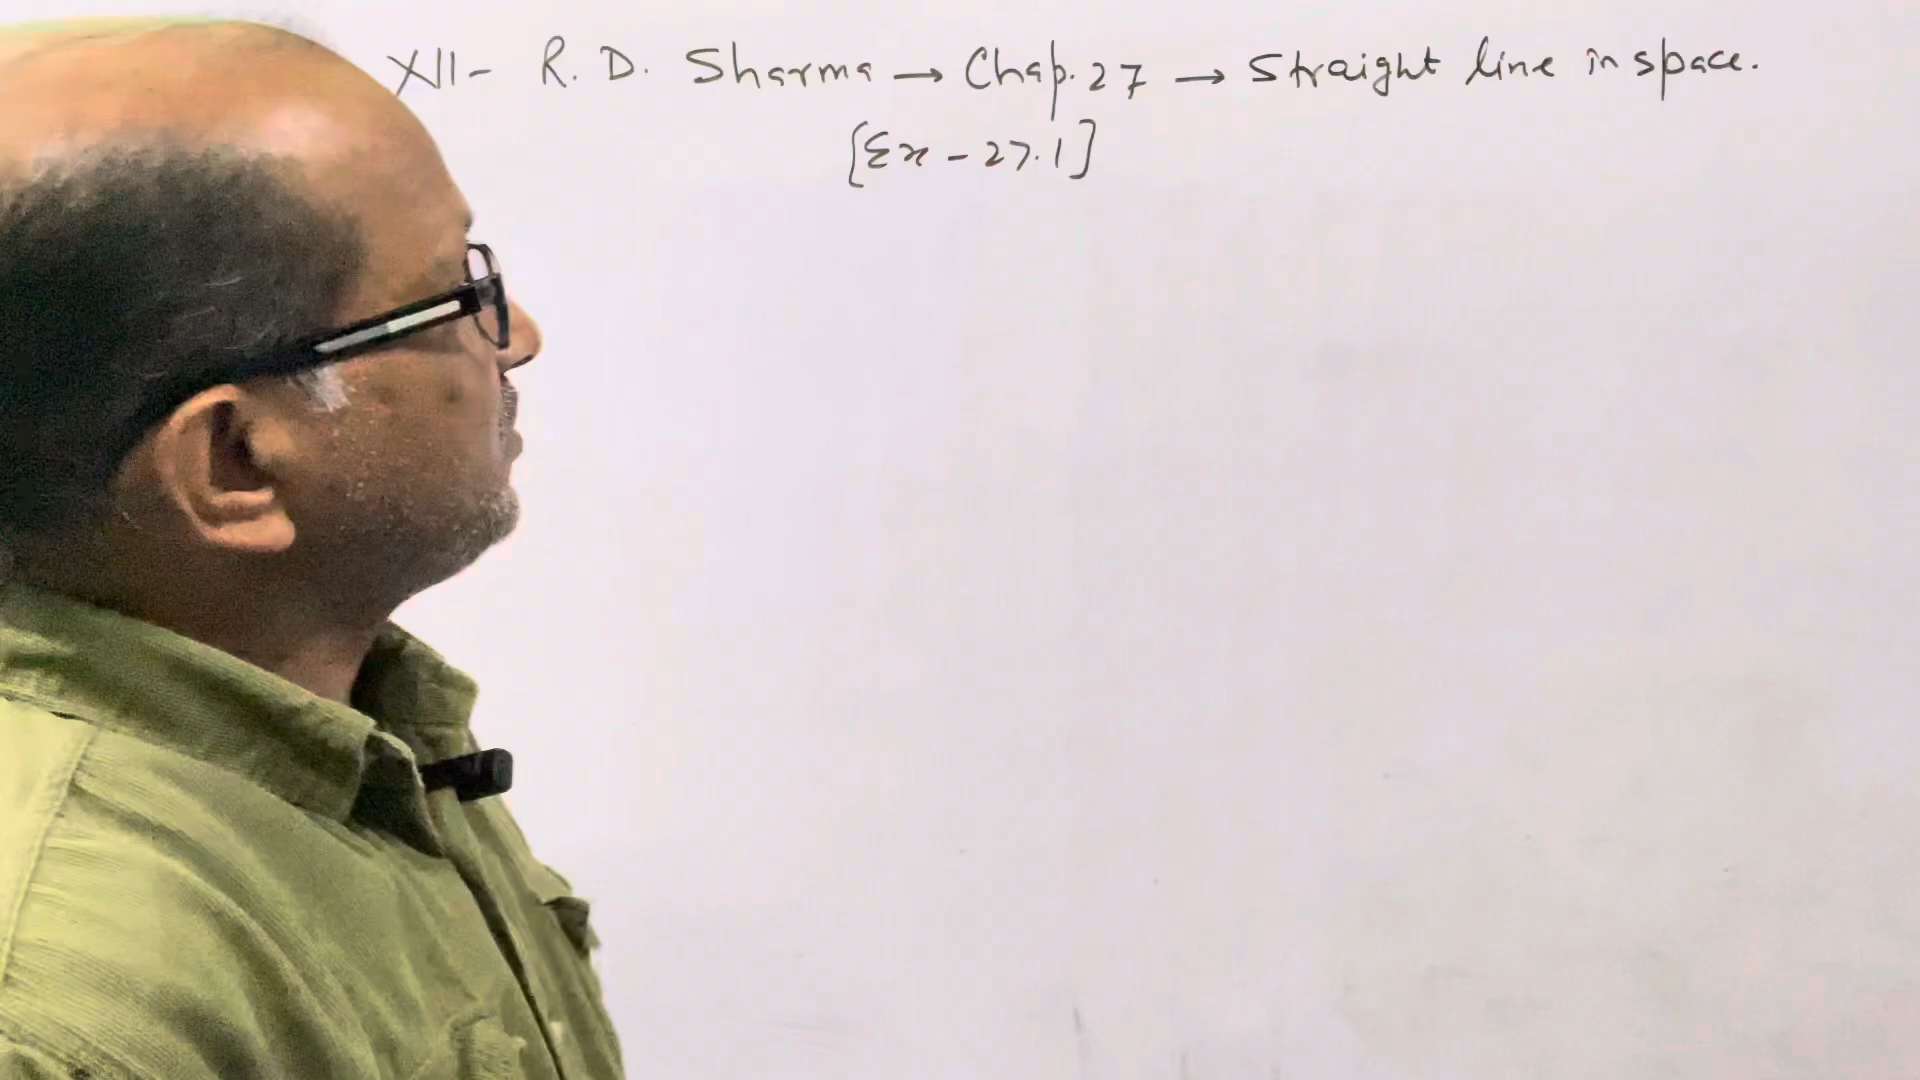 XII- R. D. Sharma → Chap. 27 → Straight line in space.
[Ex - 27.1]